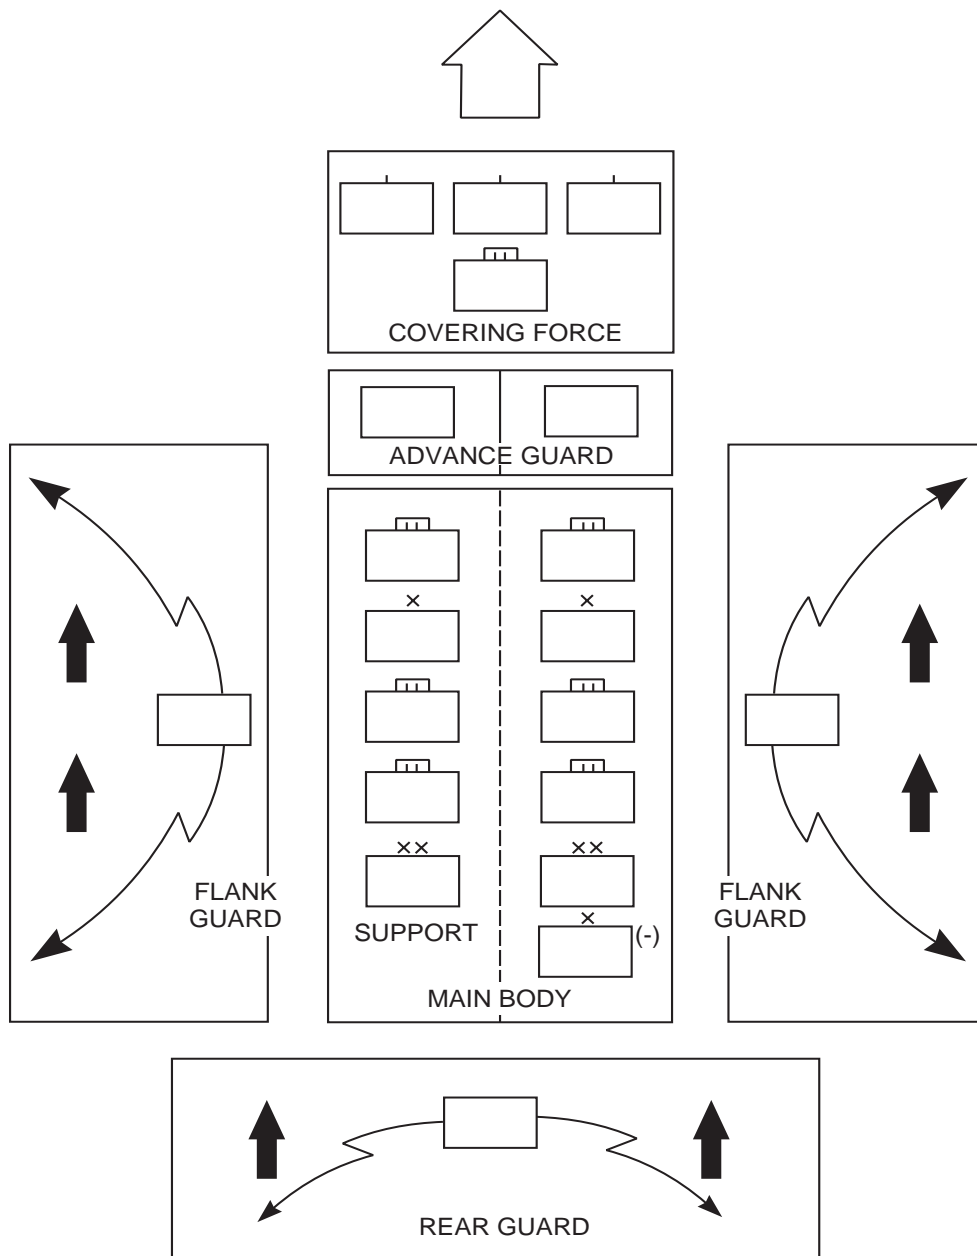 COVERING FORCE
ADVANCE GUARD
FLANK
GUARD
FLANK
GUARD
SUPPORT
(-)
MAIN BODY
REAR GUARD